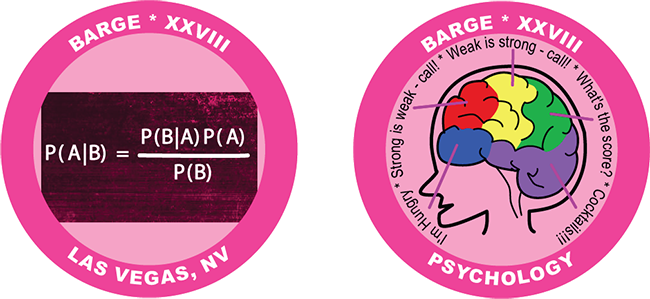 BARGE * XXVIII
P(A|B) = P(B|A) P(A)
P(B)
LAS VEGAS, NV
BARGE * XXVIII
I'm Hungry * Strong is weak - call! * Weak is strong - call! * What's the score? * Cocktails!!!
PSYCHOLOGY